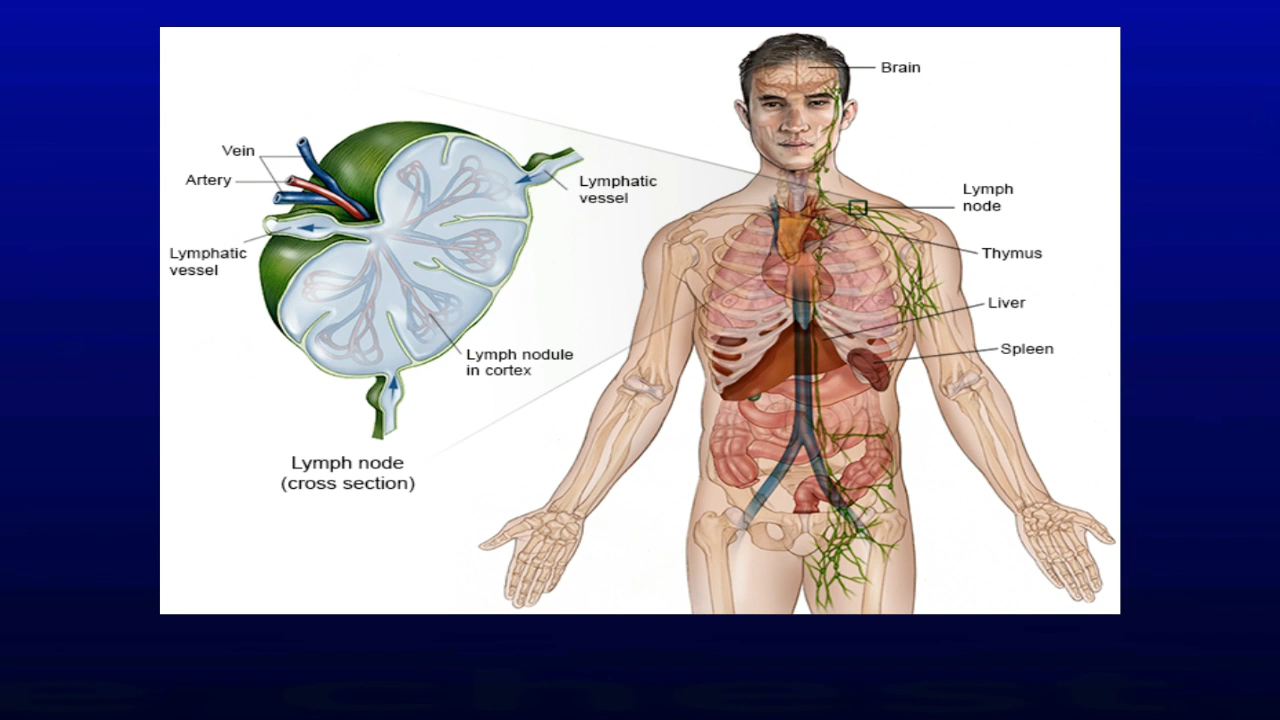 Vein
Artery
Lymphatic
vessel
Lymphatic
vessel
Lymph nodule
in cortex
Lymph node
(cross section)
Brain
Lymph
node
Thymus
Liver
Spleen